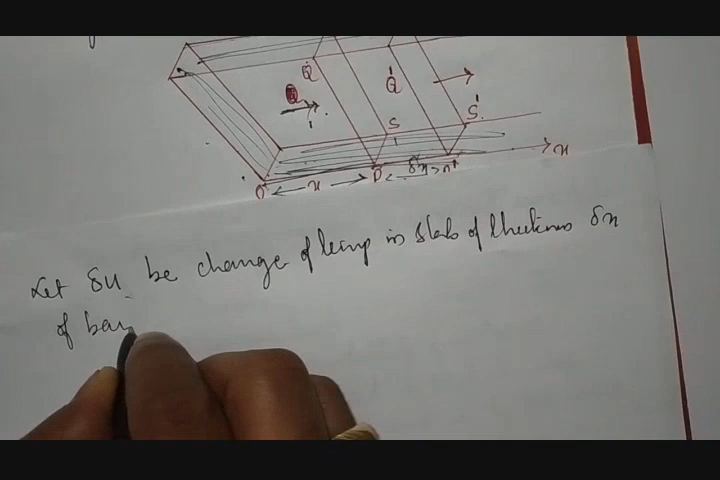 Q Q'
Q
S S'
O x P δx P' x
Let δu be change of temp in slab of thickness δx
of bar